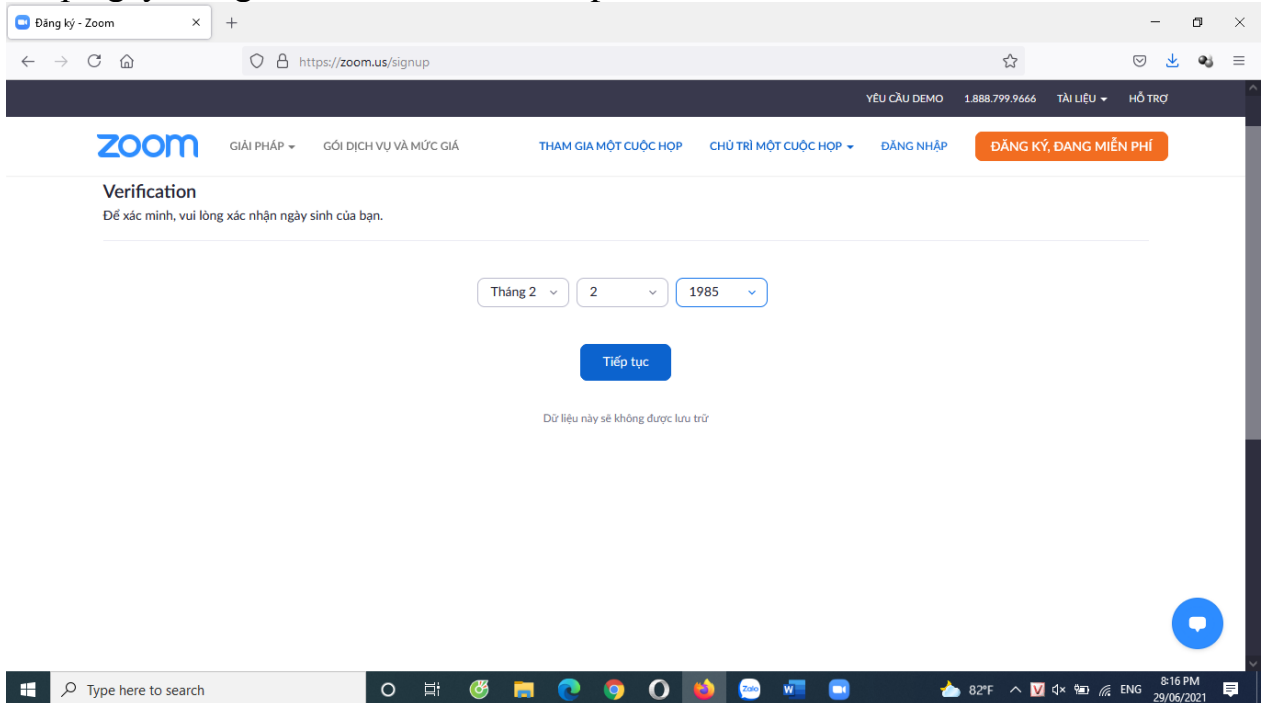 Đăng ký - Zoom
https://zoom.us/signup
YÊU CẦU DEMO 1.888.799.9666 TÀI LIỆU HỖ TRỢ
zoom GIẢI PHÁP GÓI DỊCH VỤ VÀ MỨC GIÁ THAM GIA MỘT CUỘC HỌP CHỦ TRÌ MỘT CUỘC HỌP ĐĂNG NHẬP ĐĂNG KÝ, ĐANG MIỄN PHÍ
Verification
Để xác minh, vui lòng xác nhận ngày sinh của bạn.
Tháng 2 2 1985
Tiếp tục
Dữ liệu này sẽ không được lưu trữ
Type here to search Zalo 82°F V ENG 8:16 PM
29/06/2021